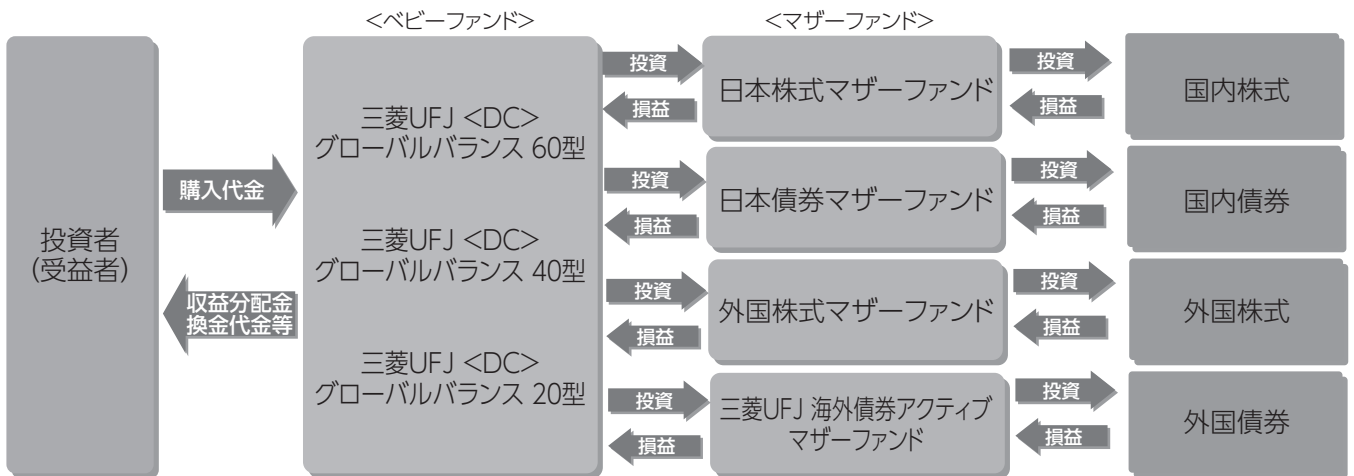 <ベビーファンド>
<マザーファンド>
投資者
(受益者)
購入代金
収益分配金
換金代金等
三菱UFJ <DC>
グローバルバランス 60型
三菱UFJ <DC>
グローバルバランス 40型
三菱UFJ <DC>
グローバルバランス 20型
投資
損益
日本株式マザーファンド
投資
損益
国内株式
投資
損益
日本債券マザーファンド
投資
損益
国内債券
投資
損益
外国株式マザーファンド
投資
損益
外国株式
投資
損益
三菱UFJ 海外債券アクティブ
マザーファンド
投資
損益
外国債券